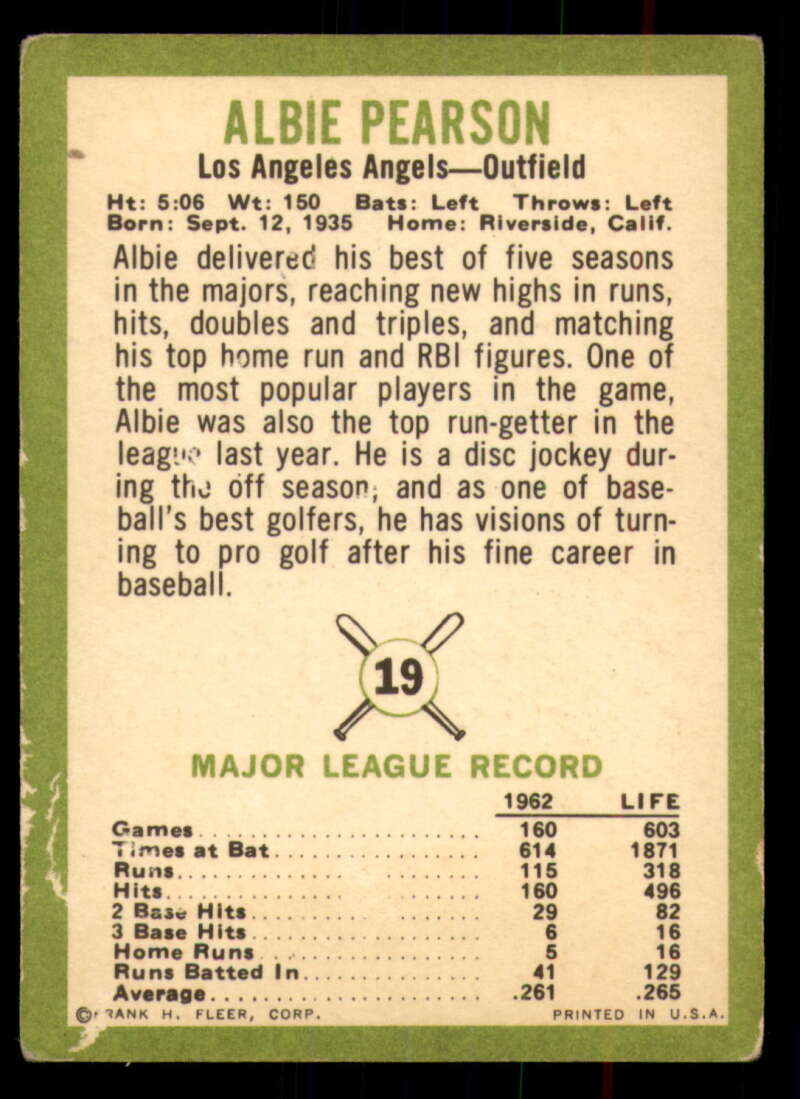 ALBIE PEARSON
Los Angeles Angels—Outfield
Ht: 5:06 Wt: 150 Bats: Left Throws: Left
Born: Sept. 12, 1935 Home: Riverside, Calif.
Albie delivered his best of five seasons
in the majors, reaching new highs in runs,
hits, doubles and triples, and matching
his top home run and RBI figures. One of
the most popular players in the game,
Albie was also the top run-getter in the
league last year. He is a disc jockey dur-
ing the off season, and as one of base-
ball's best golfers, he has visions of turn-
ing to pro golf after his fine career in
baseball.
19
MAJOR LEAGUE RECORD
1962 LIFE
Games 160 603
Times at Bat 614 1871
Runs 115 318
Hits 160 496
2 Base Hits 29 82
3 Base Hits 6 16
Home Runs 5 16
Runs Batted In 41 129
Average .261 .265
© FRANK H. FLEER, CORP. PRINTED IN U.S.A.